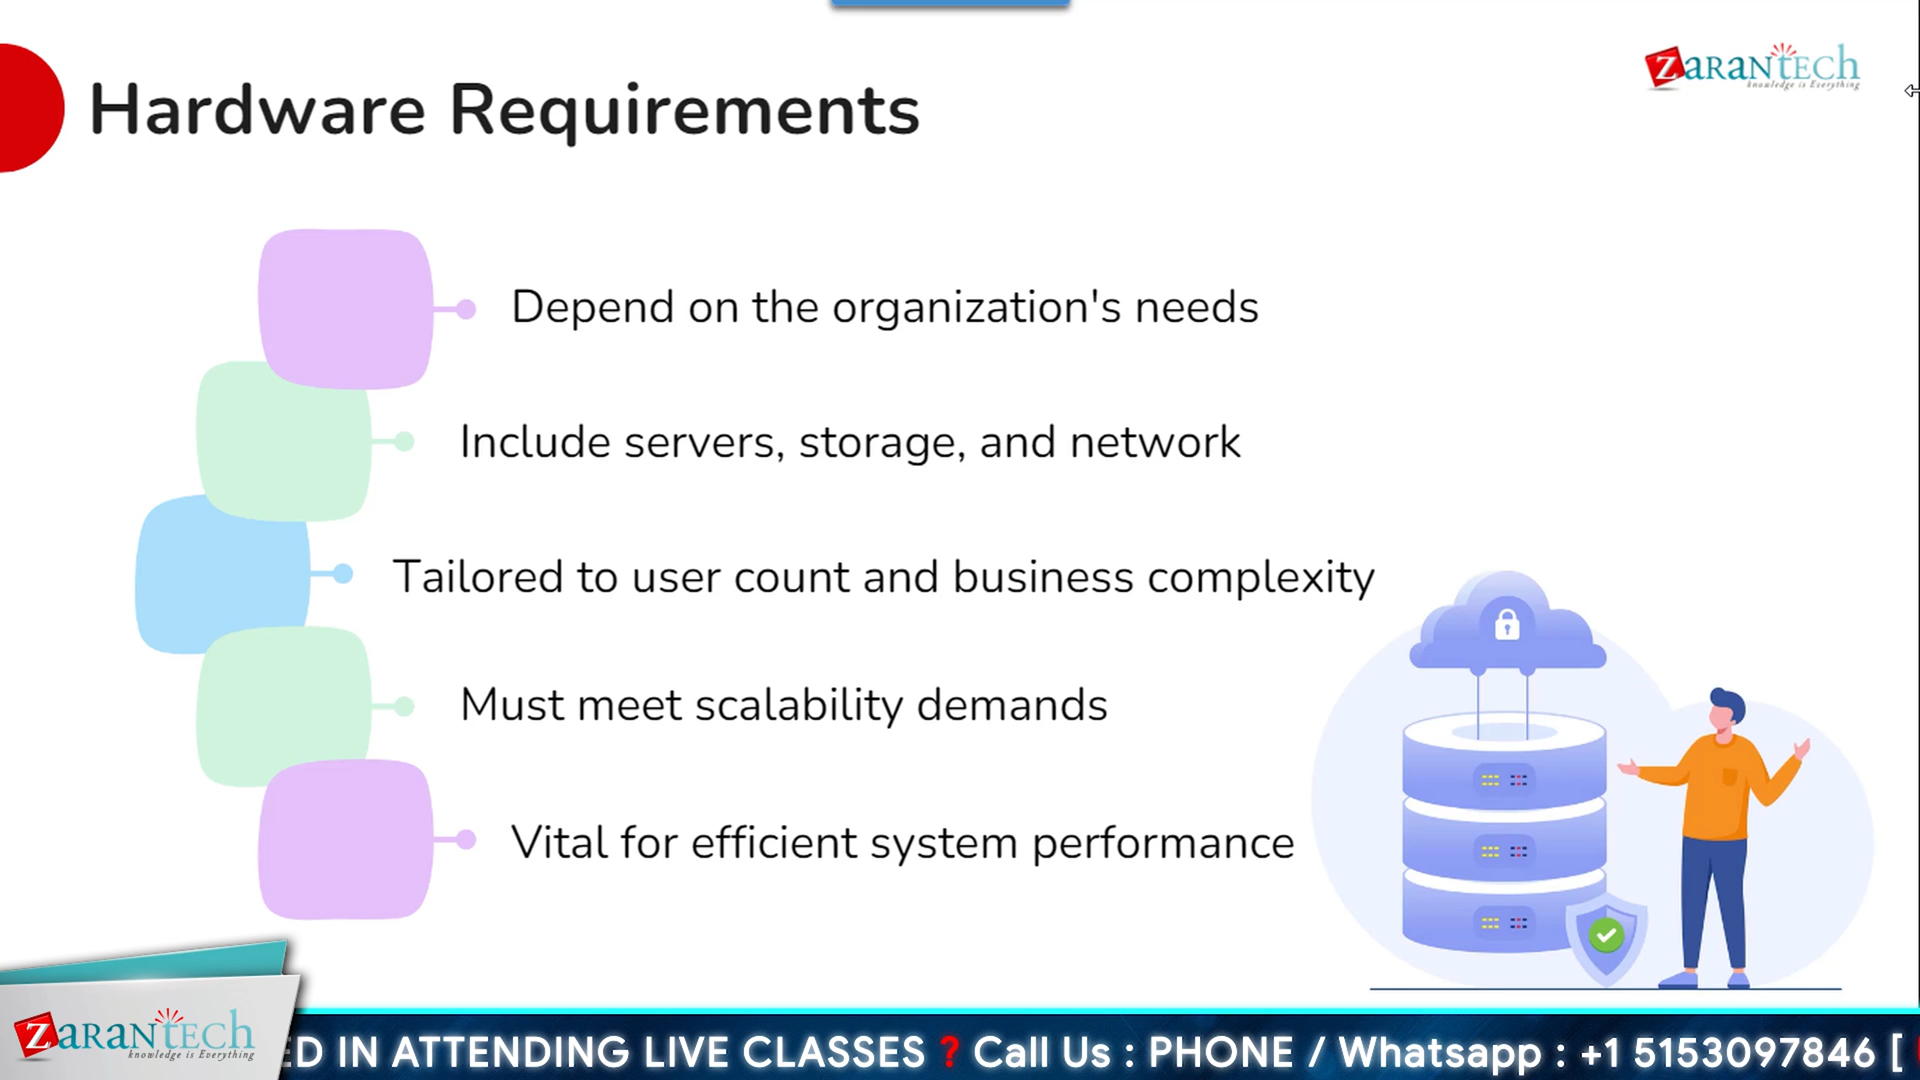 Hardware Requirements
ZaranTech
knowledge is Everything
Depend on the organization's needs
Include servers, storage, and network
Tailored to user count and business complexity
Must meet scalability demands
Vital for efficient system performance
ZaranTech
knowledge is Everything
ED IN ATTENDING LIVE CLASSES ? Call Us : PHONE / Whatsapp : +1 5153097846 [